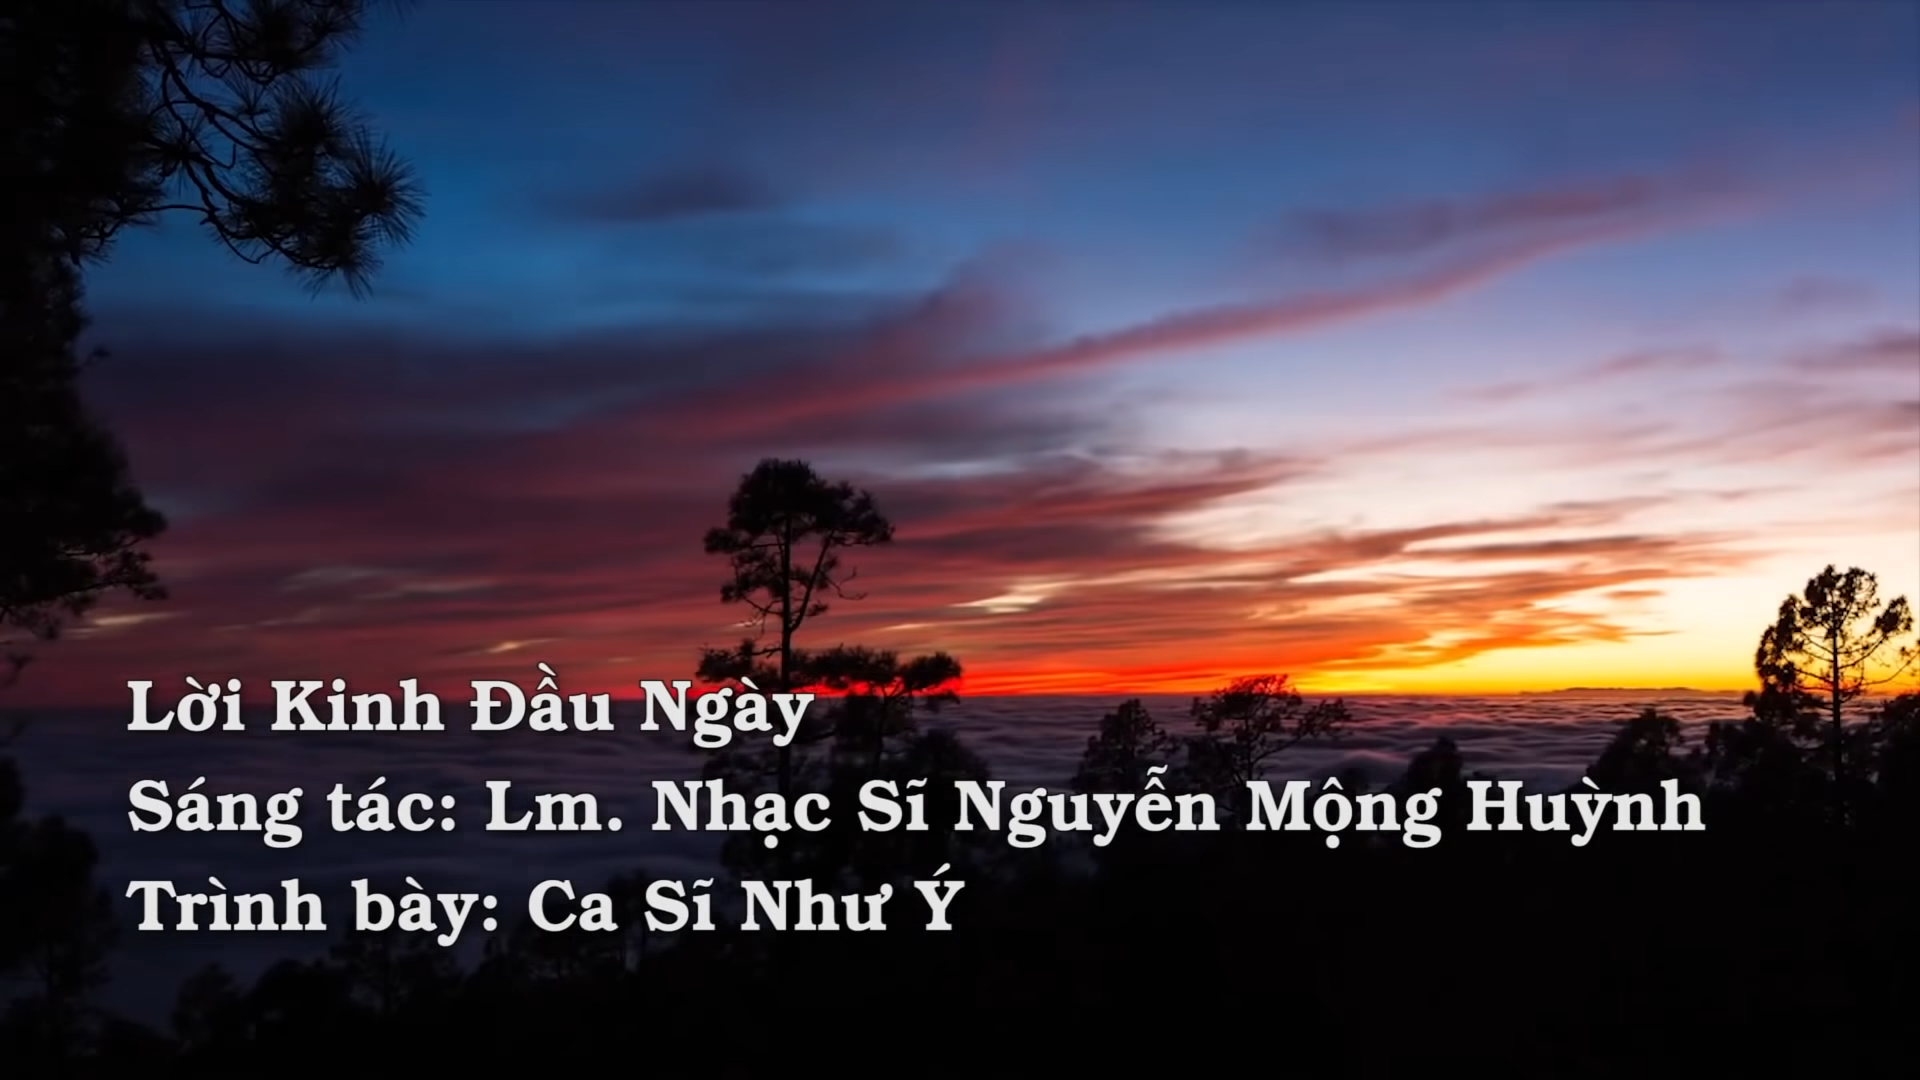 Lời Kinh Đầu Ngày
Sáng tác: Lm. Nhạc Sĩ Nguyễn Mộng Huỳnh
Trình bày: Ca Sĩ Như Ý